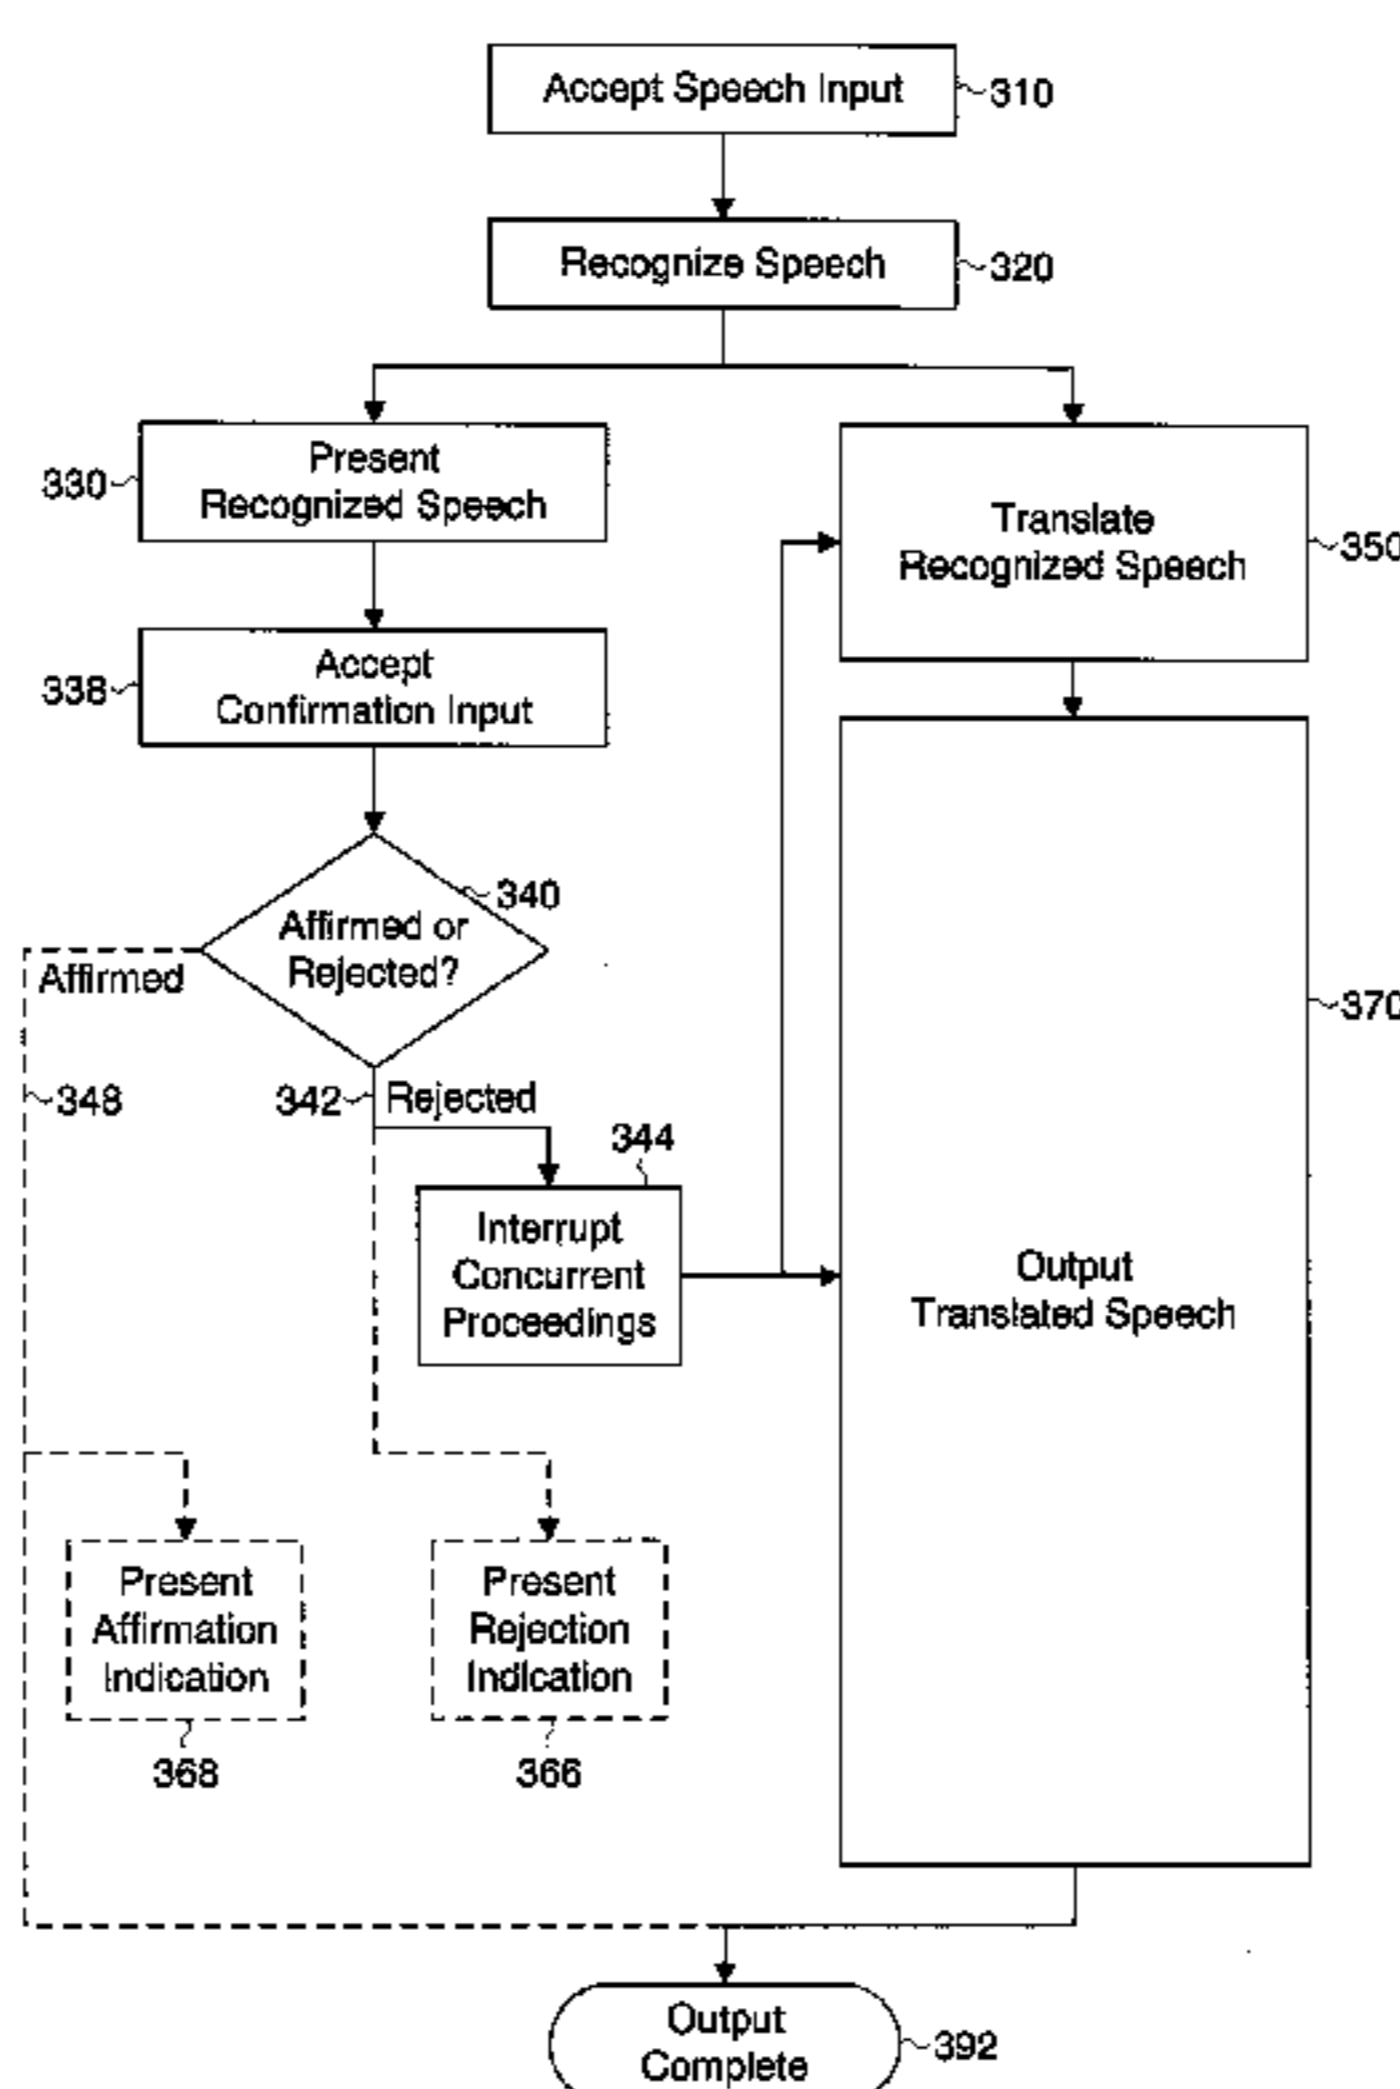 Accept Speech Input
310
Recognize Speech
320
Present
Recognized Speech
330
Translate
Recognized Speech
350
Accept
Confirmation Input
338
340
Affirmed or
Rejected?
Affirmed
370
348
342
Rejected
344
Interrupt
Concurrent
Proceedings
Output
Translated Speech
Present
Affirmation
Indication
Present
Rejection
Indication
368
366
Output
Complete
392